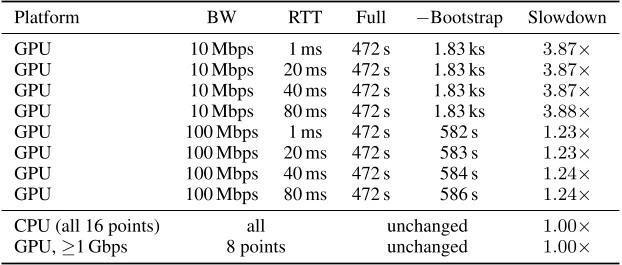 Platform BW RTT Full −Bootstrap Slowdown
GPU 10 Mbps 1 ms 472 s 1.83 ks 3.87×
GPU 10 Mbps 20 ms 472 s 1.83 ks 3.87×
GPU 10 Mbps 40 ms 472 s 1.83 ks 3.87×
GPU 10 Mbps 80 ms 472 s 1.83 ks 3.88×
GPU 100 Mbps 1 ms 472 s 582 s 1.23×
GPU 100 Mbps 20 ms 472 s 583 s 1.23×
GPU 100 Mbps 40 ms 472 s 584 s 1.24×
GPU 100 Mbps 80 ms 472 s 586 s 1.24×
CPU (all 16 points) all unchanged 1.00×
GPU, ≥1 Gbps 8 points unchanged 1.00×